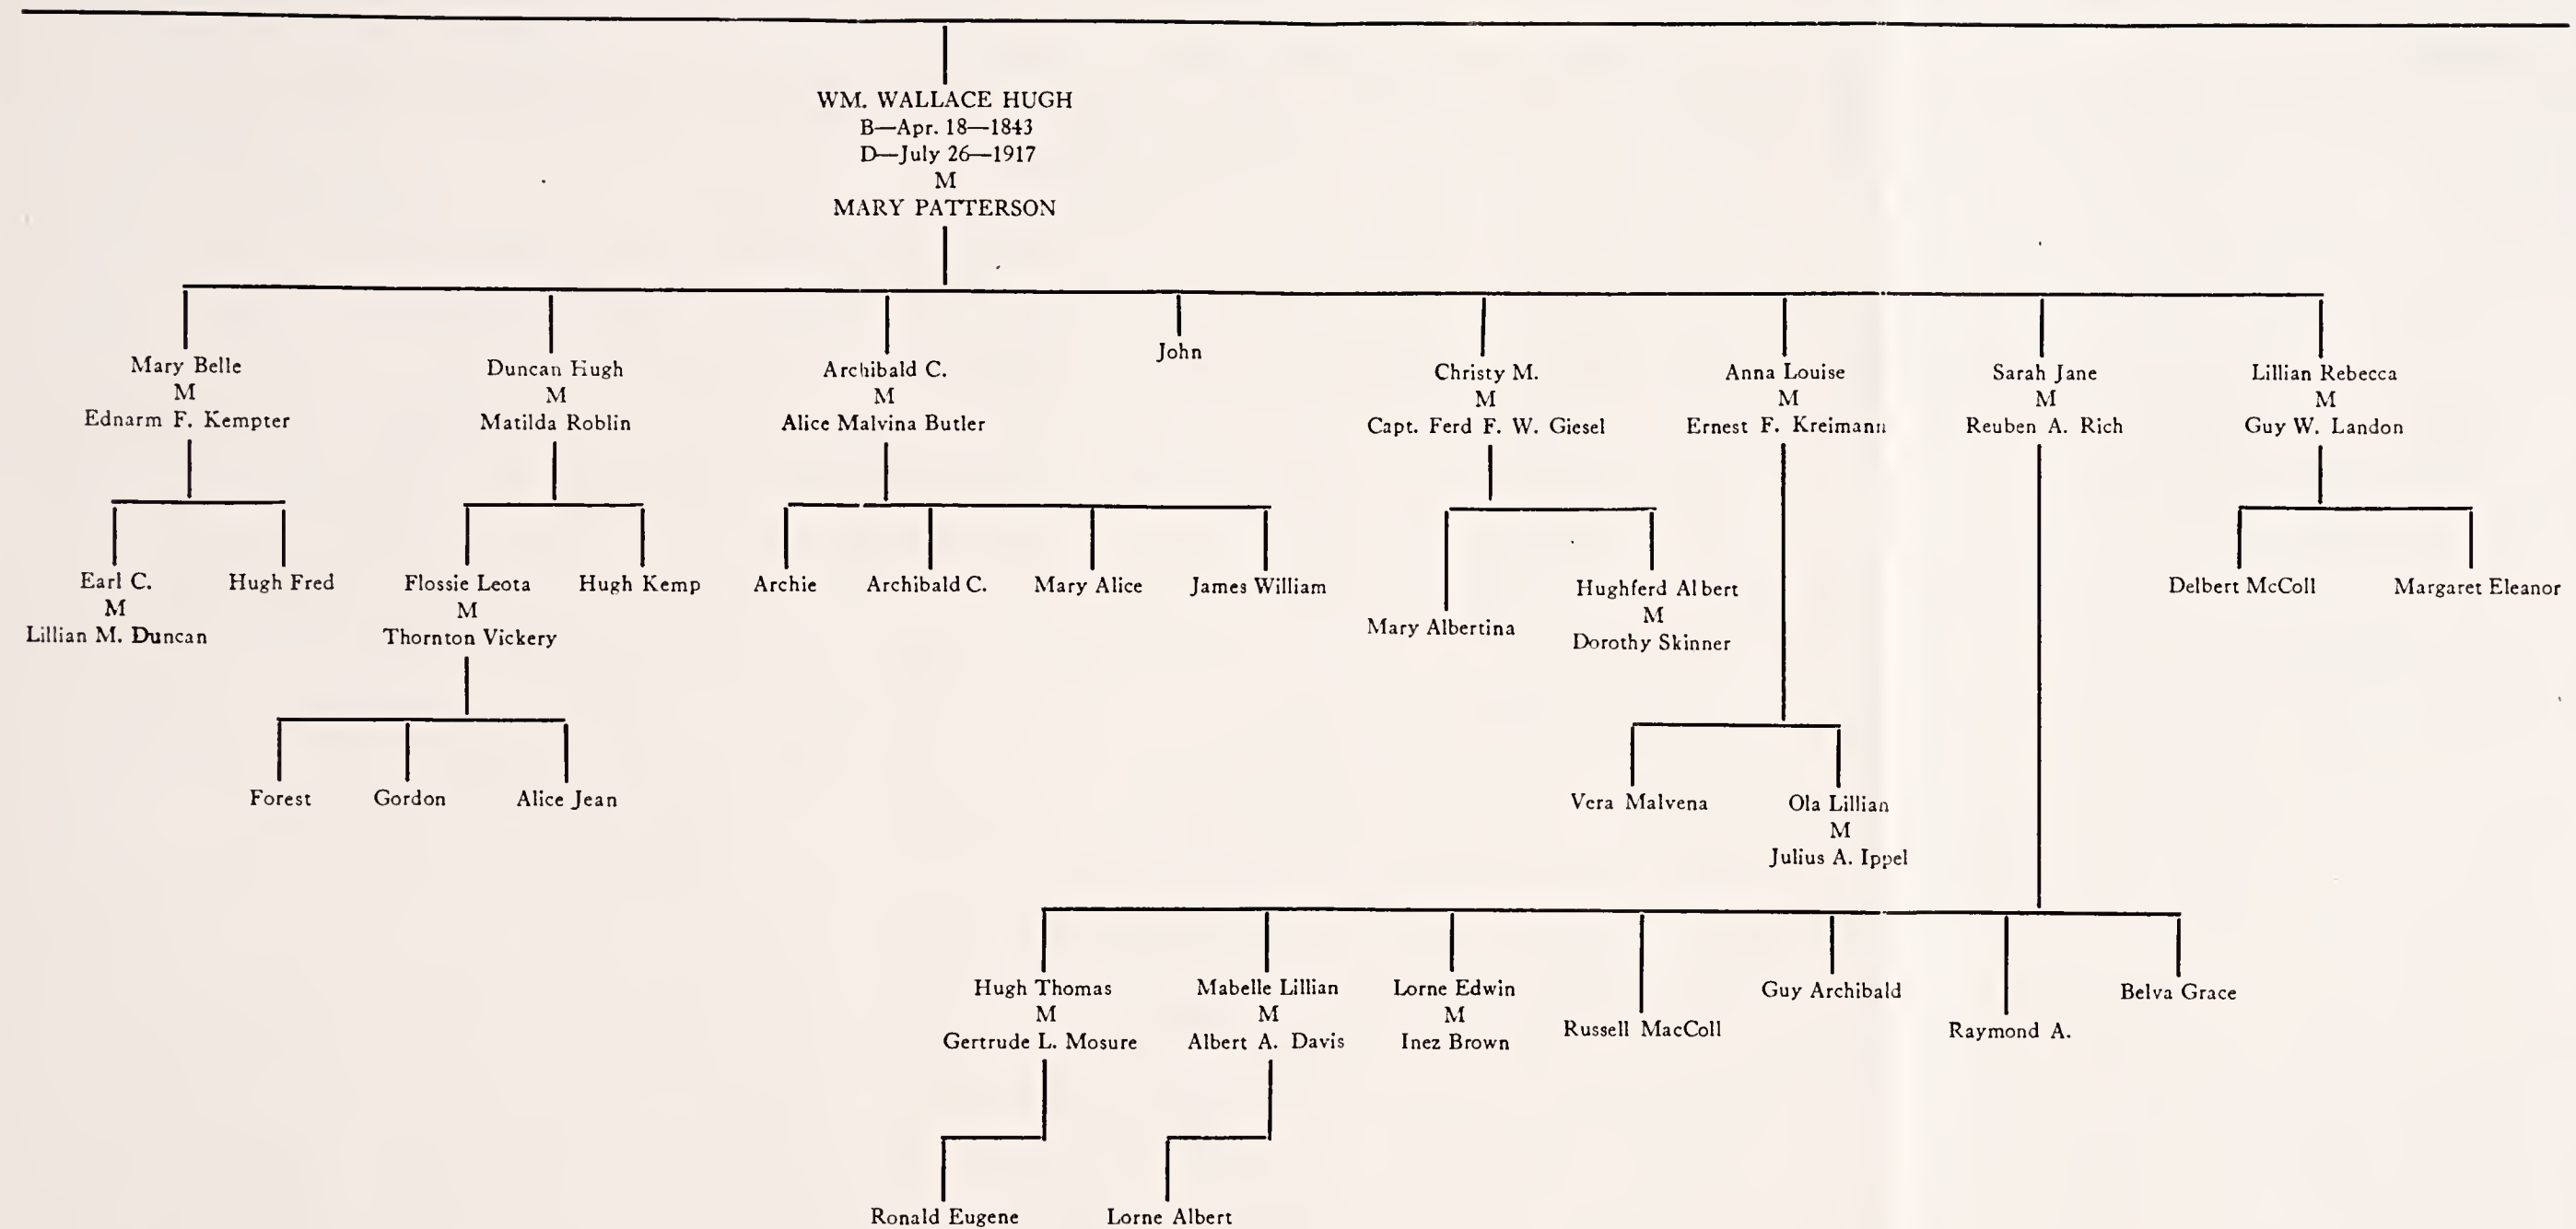 WM. WALLACE HUGH
B—Apr. 18—1843
D—July 26—1917
M
MARY PATTERSON
Mary Belle
M
Ednarm F. Kempter
Duncan Hugh
M
Matilda Roblin
Archibald C.
M
Alice Malvina Butler
John
Christy M.
M
Capt. Ferd F. W. Giesel
Anna Louise
M
Ernest F. Kreimann
Sarah Jane
M
Reuben A. Rich
Lillian Rebecca
M
Guy W. Landon
Earl C.
M
Lillian M. Duncan
Hugh Fred
Flossie Leota
M
Thornton Vickery
Hugh Kemp
Archie
Archibald C.
Mary Alice
James William
Mary Albertina
Hughferd Albert
M
Dorothy Skinner
Delbert McColl
Margaret Eleanor
Forest
Gordon
Alice Jean
Vera Malvena
Ola Lillian
M
Julius A. Ippel
Hugh Thomas
M
Gertrude L. Mosure
Mabelle Lillian
M
Albert A. Davis
Lorne Edwin
M
Inez Brown
Russell MacColl
Guy Archibald
Raymond A.
Belva Grace
Ronald Eugene
Lorne Albert